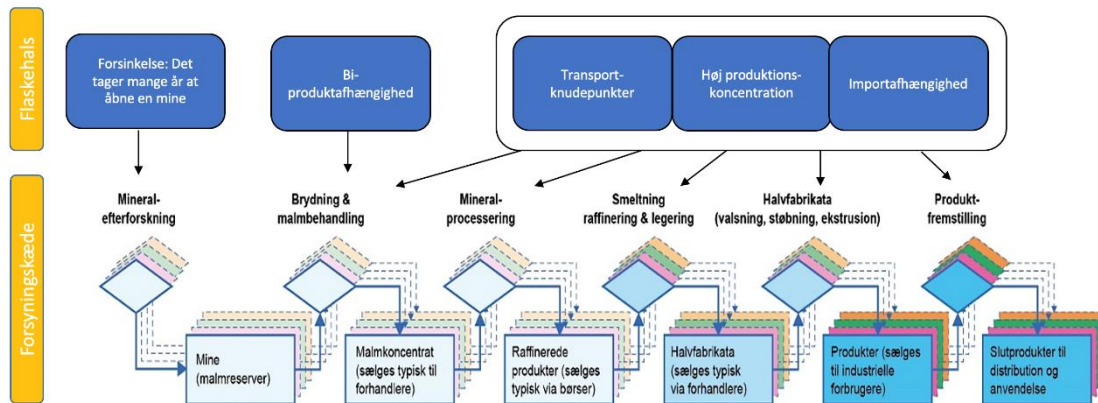 Flaskehals
Forsinkelse: Det
tager mange år at
åbne en mine
Bi-
produktafhængighed
Transport-
knudepunkter
Høj produktions-
koncentration
Importafhængighed
Forsyningskæde
Mineral-
efterforskning
Brydning &
malmbehandling
Mineral-
processering
Smeltning
raffinering & legering
Halvfabrikata
(valsning, støbning, ekstrusion)
Produkt-
fremstilling
Mine
(malmreserver)
Malmkoncentrat
(sælges typisk til
forhandlere)
Raffinerede
produkter (sælges
typisk via børser)
Halvfabrikata
(sælges typisk
via forhandlere)
Produkter (sælges
til industrielle
forbrugere)
Slutprodukter til
distribution og
anvendelse